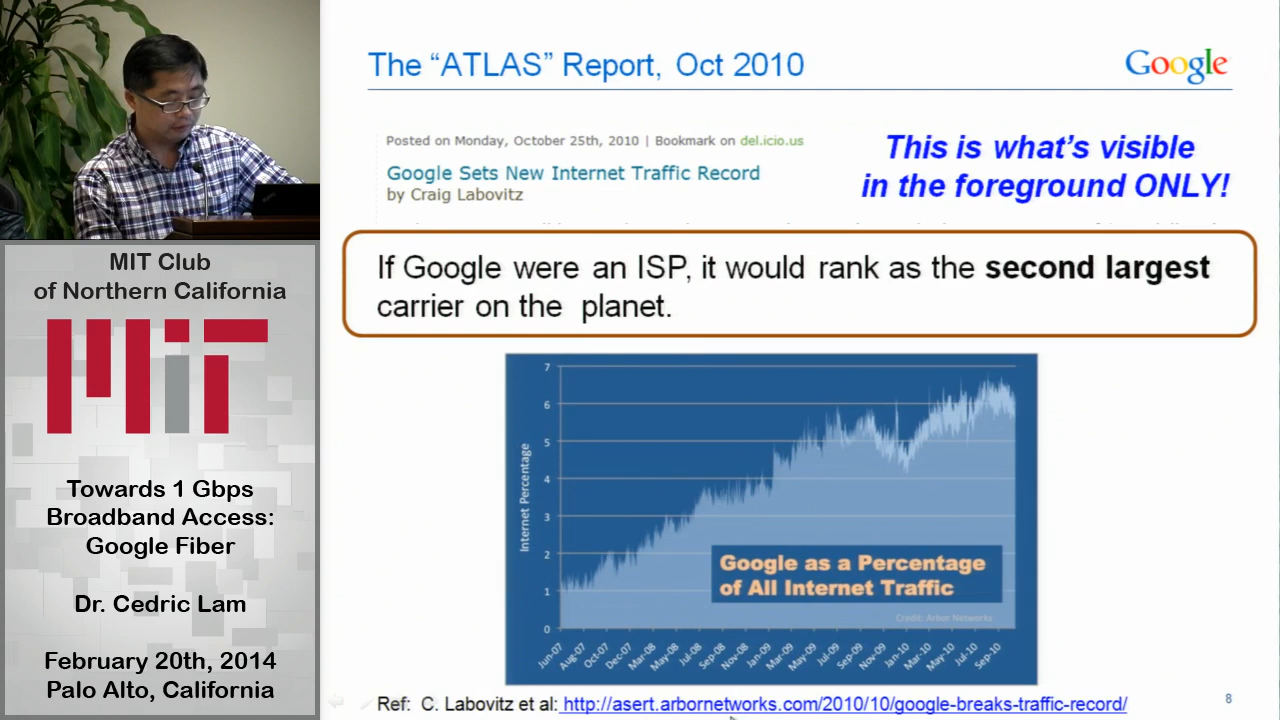 The “ATLAS” Report, Oct 2010
Google
Posted on Monday, October 25th, 2010 | Bookmark on del.icio.us
Google Sets New Internet Traffic Record
by Craig Labovitz
This is what's visible
in the foreground ONLY!
If Google were an ISP, it would rank as the second largest
carrier on the planet.
7
6
5
4
3
2
1
0
Internet Percentage
Google as a Percentage
of All Internet Traffic
Credit: Arbor Networks
Jun-07
Aug-07
Oct-07
Dec-07
Mar-08
May-08
Jul-08
Sep-08
Nov-08
Jan-09
Mar-09
May-09
Jul-09
Sep-09
Nov-09
Jan-10
Mar-10
May-10
Jul-10
Sep-10
Ref: C. Labovitz et al: http://asert.arbornetworks.com/2010/10/google-breaks-traffic-record/
8
MIT Club
of Northern California
MIT
Towards 1 Gbps
Broadband Access:
Google Fiber
Dr. Cedric Lam
February 20th, 2014
Palo Alto, California